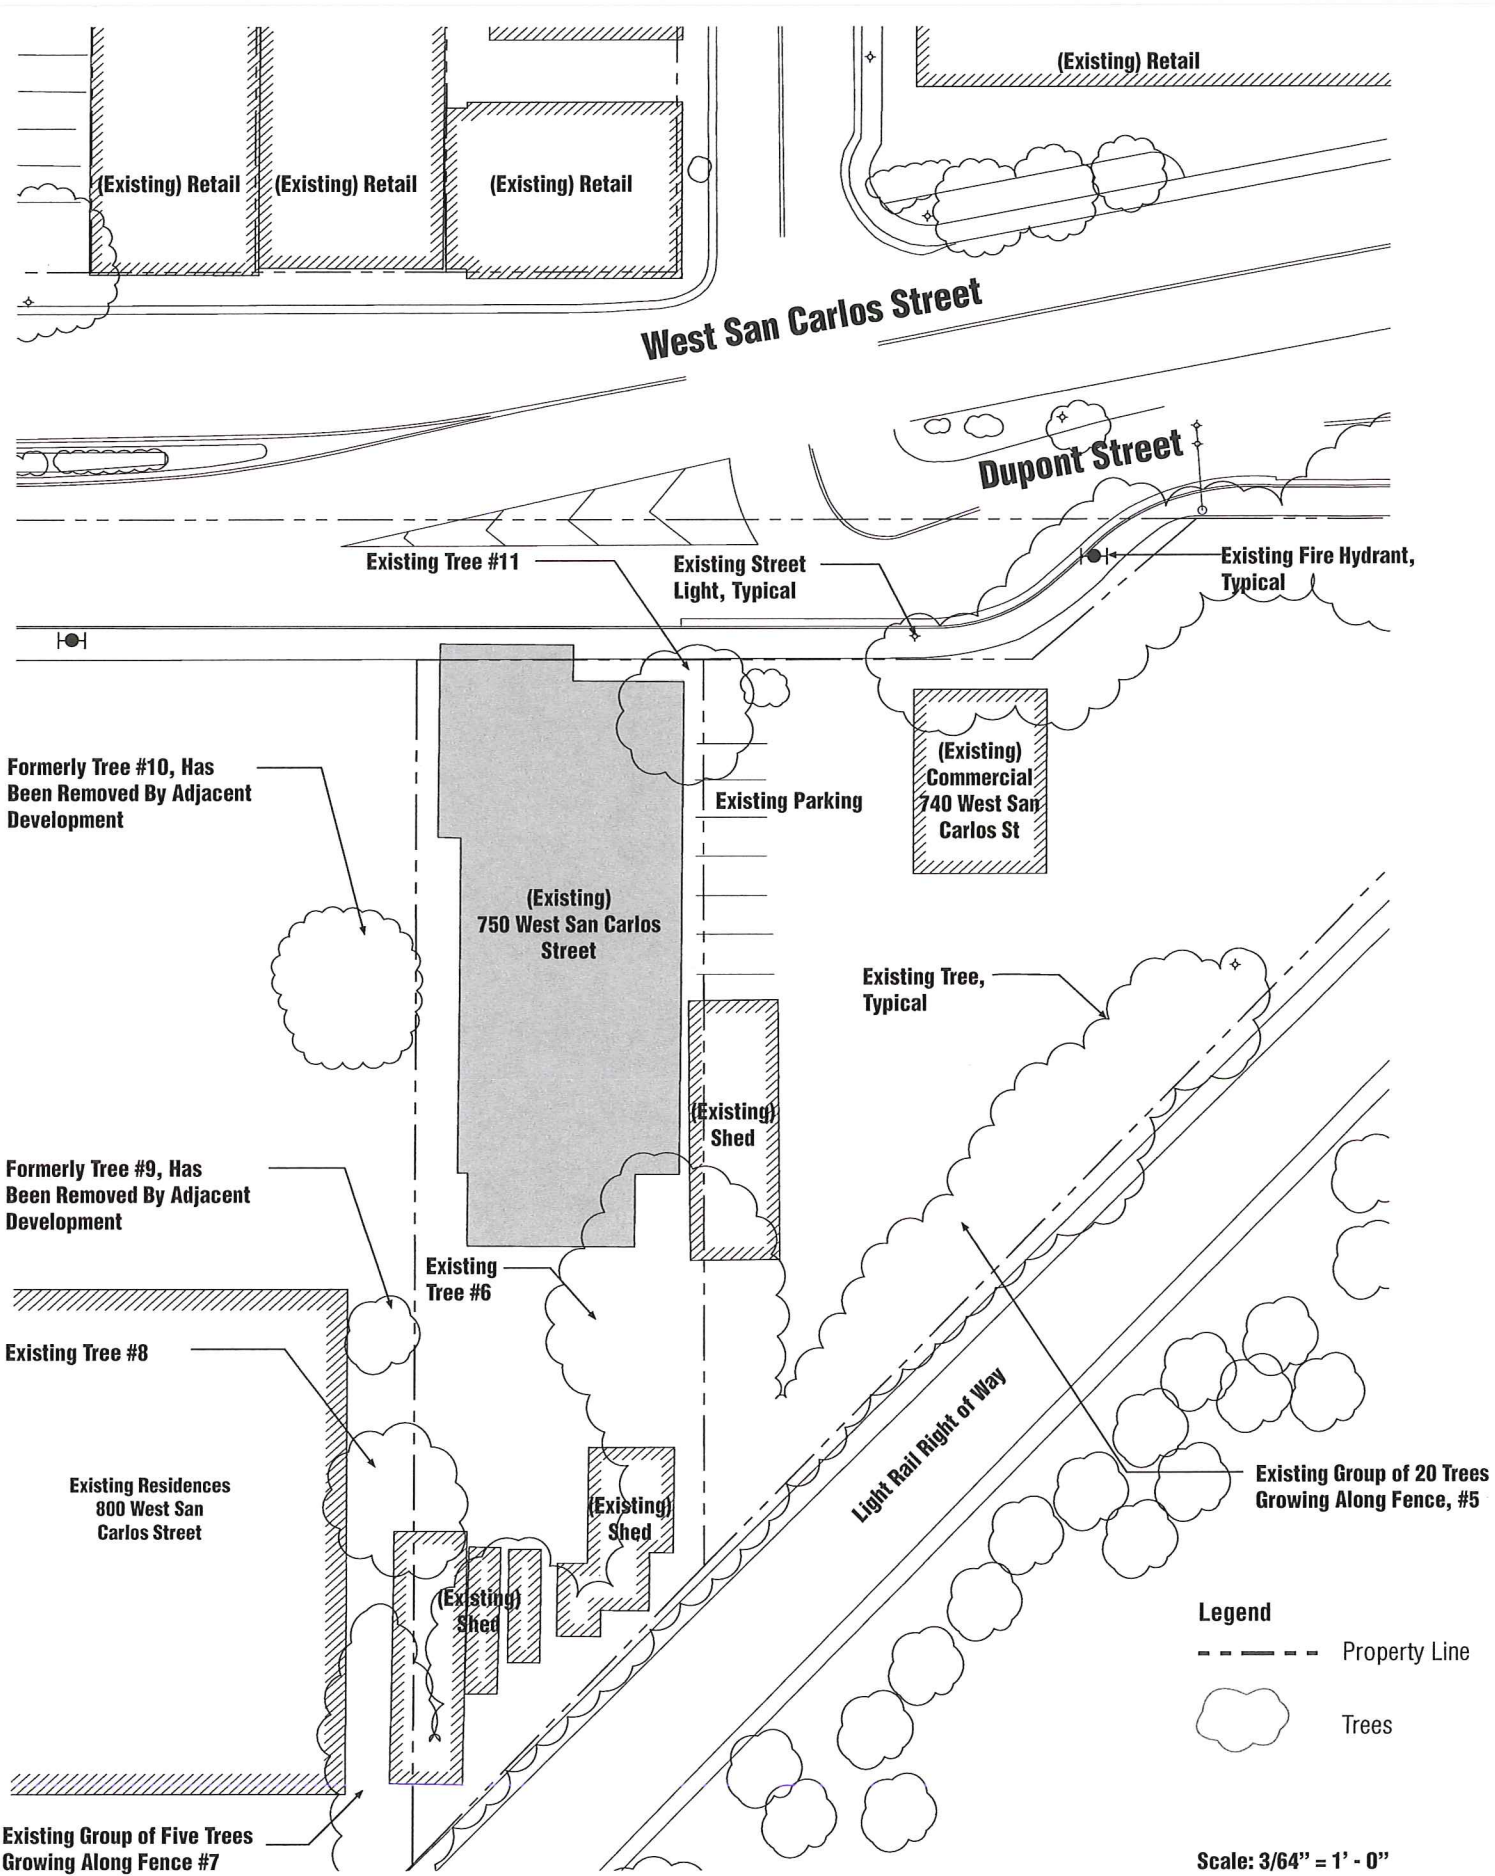 (Existing) Retail
(Existing) Retail
(Existing) Retail
(Existing) Retail
West San Carlos Street
Dupont Street
Existing Tree #11
Existing Street
Light, Typical
Existing Fire Hydrant,
Typical
Formerly Tree #10, Has
Been Removed By Adjacent
Development
(Existing)
Commercial
740 West San
Carlos St
Existing Parking
(Existing)
750 West San Carlos
Street
Existing Tree,
Typical
(Existing)
Shed
Formerly Tree #9, Has
Been Removed By Adjacent
Development
Existing
Tree #6
Existing Tree #8
Light Rail Right of Way
Existing Residences
800 West San
Carlos Street
(Existing)
Shed
Existing Group of 20 Trees
Growing Along Fence, #5
(Existing)
Shed
Legend
Property Line
Trees
Existing Group of Five Trees
Growing Along Fence #7
Scale: 3/64” = 1' - 0”